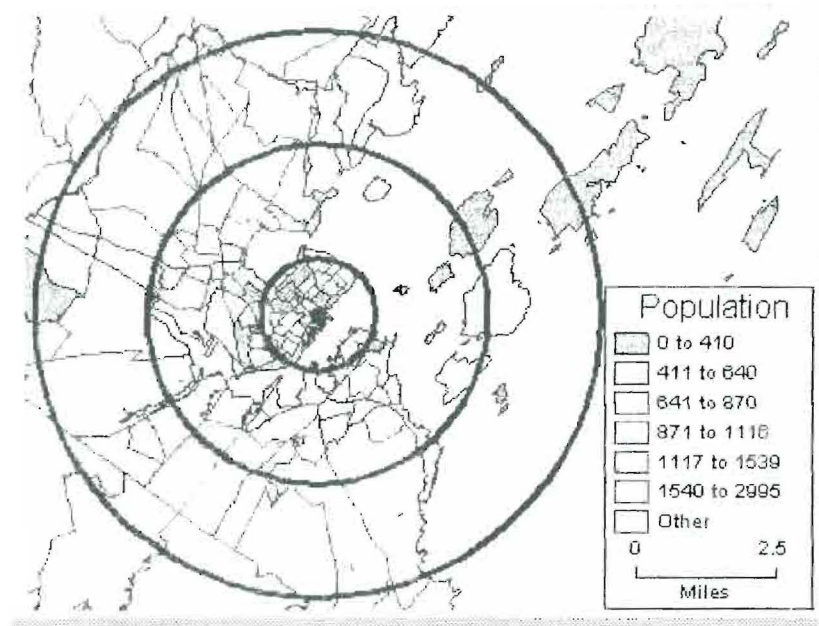 Population
0 to 410
411 to 640
641 to 870
871 to 1116
1117 to 1539
1540 to 2995
Other
0 2.5
Miles